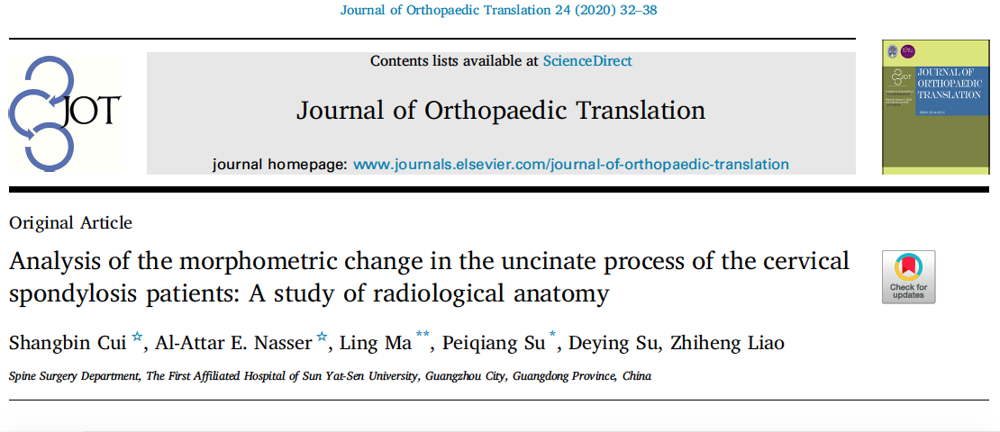 Journal of Orthopaedic Translation 24 (2020) 32–38
Contents lists available at ScienceDirect
Journal of Orthopaedic Translation
journal homepage: www.journals.elsevier.com/journal-of-orthopaedic-translation
JOT
JOURNAL OF
ORTHOPAEDIC
TRANSLATION
Original Article
Analysis of the morphometric change in the uncinate process of the cervical
spondylosis patients: A study of radiological anatomy
Check for
updates
Shangbin Cui ☆, Al-Attar E. Nasser ☆, Ling Ma **, Peiqiang Su *, Deying Su, Zhiheng Liao
Spine Surgery Department, The First Affiliated Hospital of Sun Yat-Sen University, Guangzhou City, Guangdong Province, China